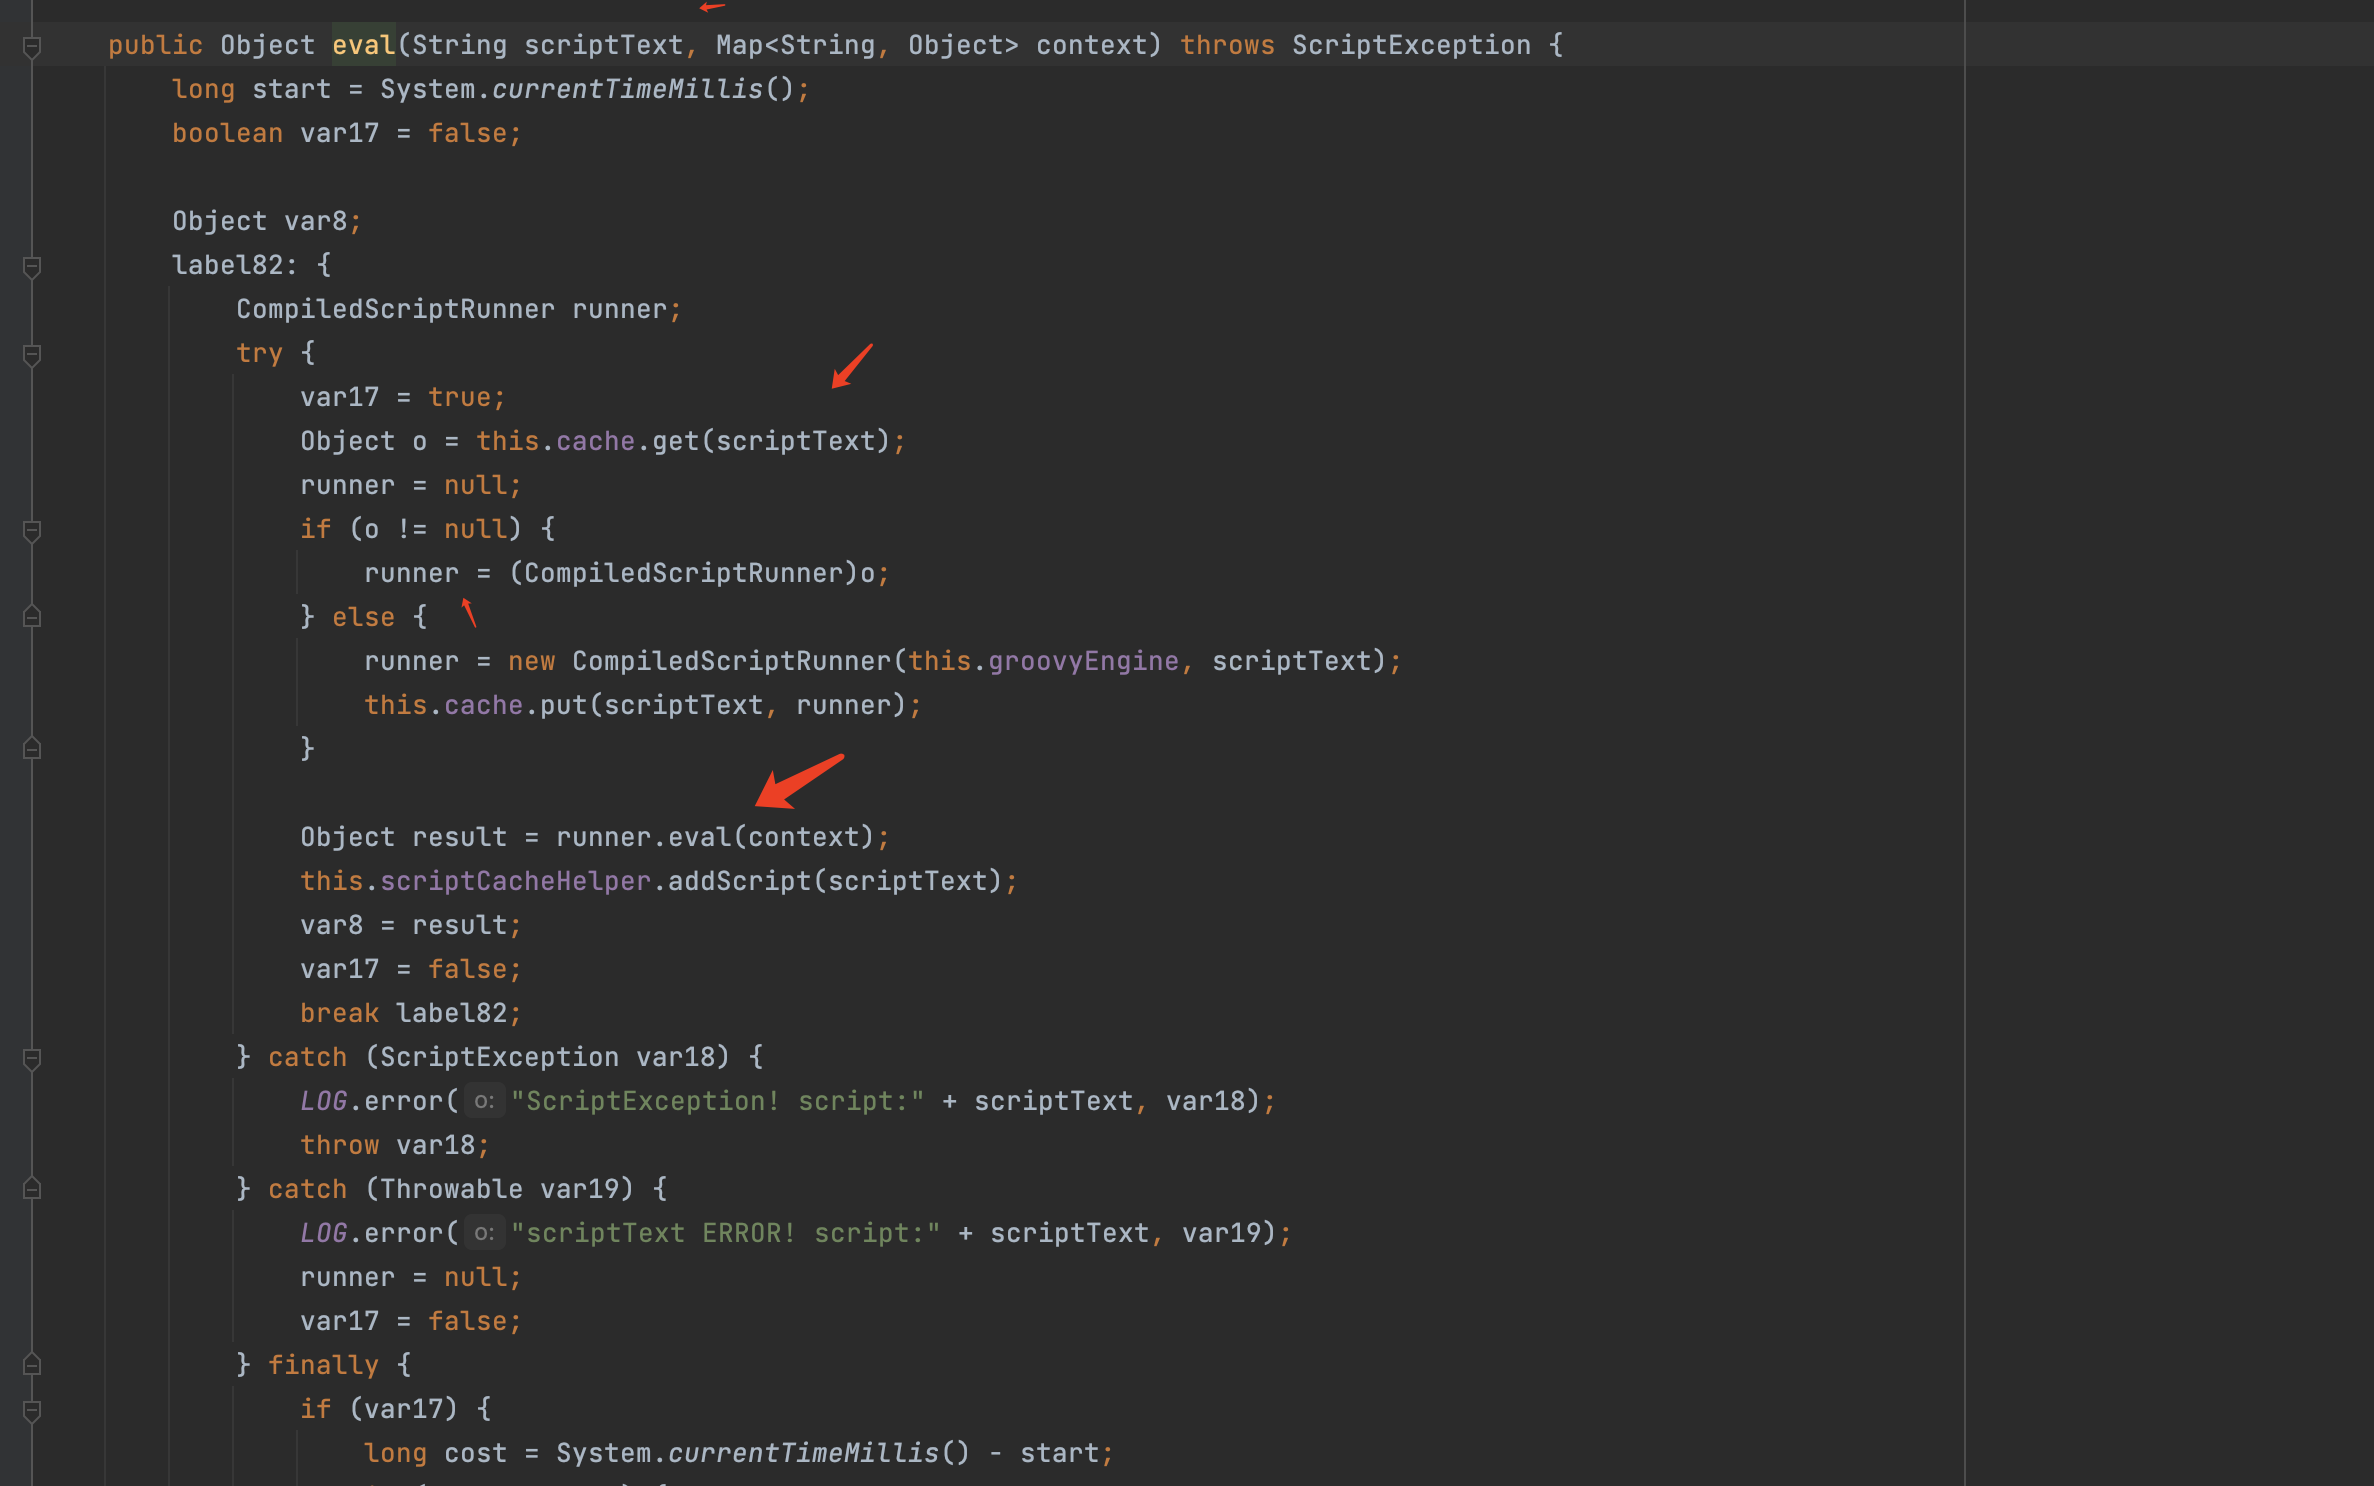 public Object eval(String scriptText, Map<String, Object> context) throws ScriptException {
long start = System.currentTimeMillis();
boolean var17 = false;
Object var8;
label82: {
CompiledScriptRunner runner;
try {
var17 = true;
Object o = this.cache.get(scriptText);
runner = null;
if (o != null) {
runner = (CompiledScriptRunner)o;
} else {
runner = new CompiledScriptRunner(this.groovyEngine, scriptText);
this.cache.put(scriptText, runner);
}
Object result = runner.eval(context);
this.scriptCacheHelper.addScript(scriptText);
var8 = result;
var17 = false;
break label82;
} catch (ScriptException var18) {
LOG.error( o: "ScriptException! script:" + scriptText, var18);
throw var18;
} catch (Throwable var19) {
LOG.error( o: "scriptText ERROR! script:" + scriptText, var19);
runner = null;
var17 = false;
} finally {
if (var17) {
long cost = System.currentTimeMillis() - start;